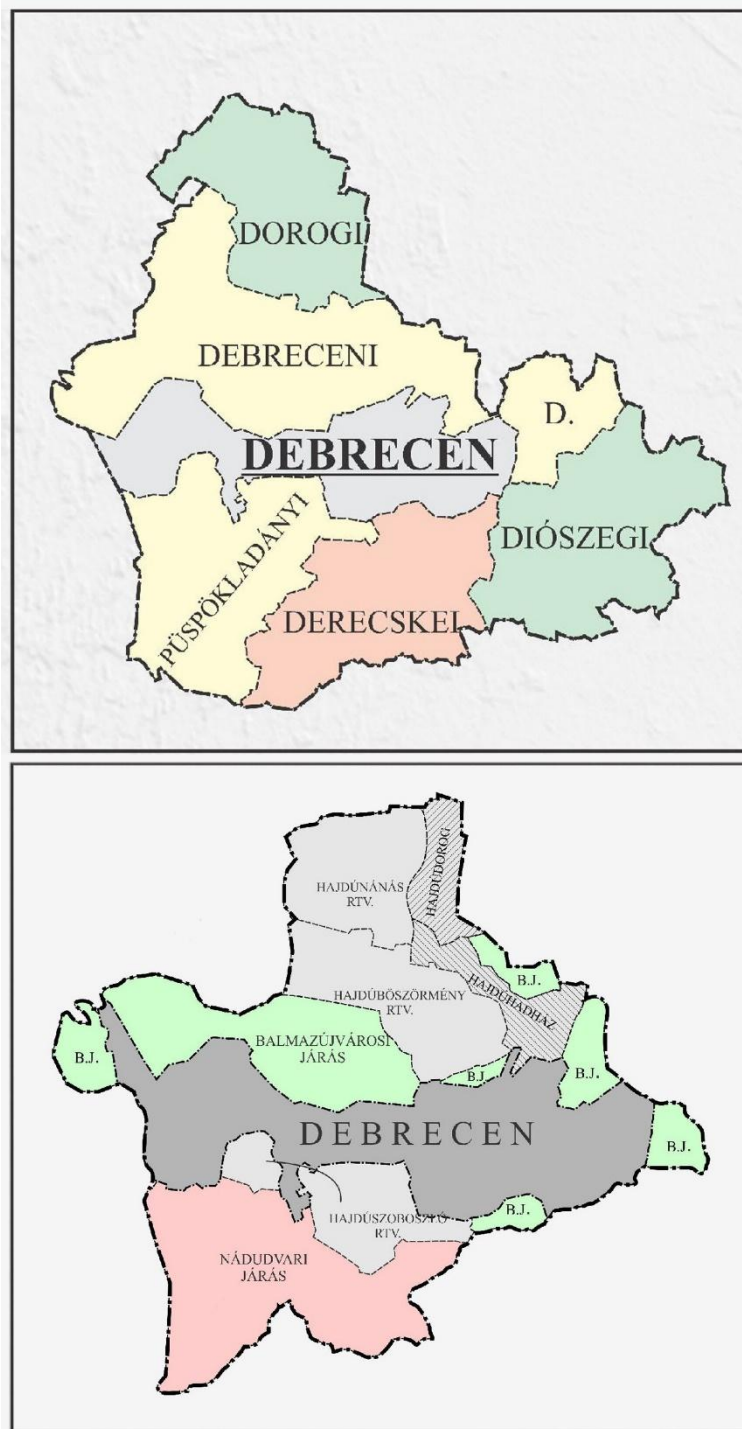 DOROGI
DEBRECENI
D.
DEBRECEN
DIÓSZEGI
PÜSPÖKLADÁNYI
DERECSKEI
HAJDÚDOROG
HAJDÚNÁNÁS
RTV.
B.J.
HAJDÚHADHÁZ
HAJDÚBÖSZÖRMÉNY
RTV.
BALMAZÚJVÁROSI
JÁRÁS
B.J.
B.J.
B.J.
DEBRECEN
B.J.
B.J.
HAJDÚSZOBOSZLÓ
RTV.
NÁDUDVARI
JÁRÁS